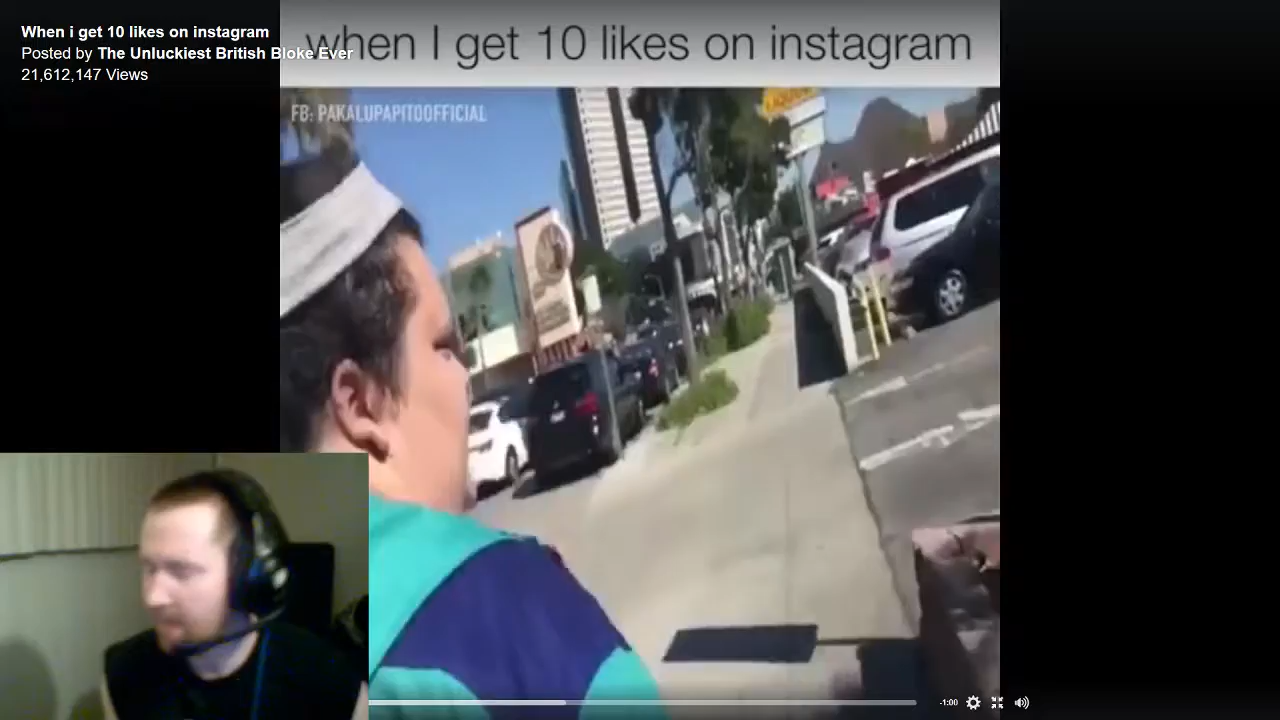 When i get 10 likes on instagram
Posted by The Unluckiest British Bloke Ever
21,612,147 Views
when I get 10 likes on instagram
FB: PAKALUPAPITOOFFICIAL
-1:00